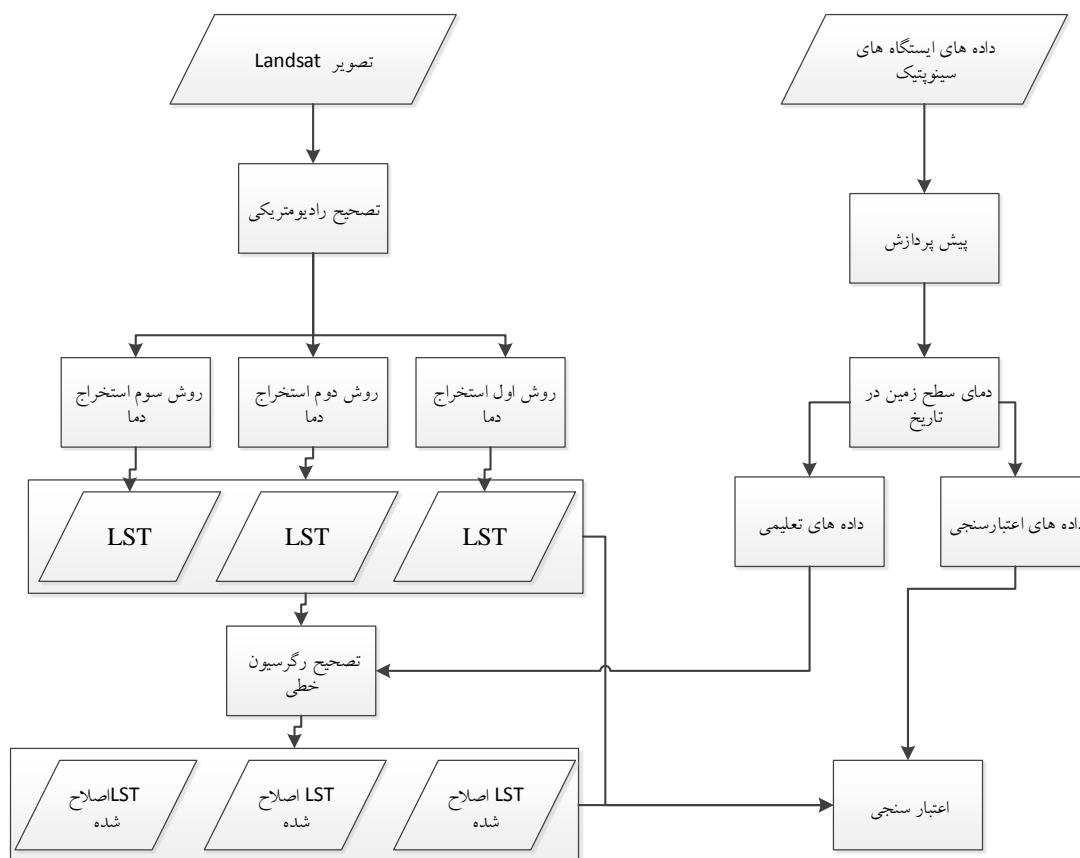 تصویر Landsat
داده های ایستگاه های
سینوپتیک
تصحیح رادیومتریکی
پیش پردازش
روش اول استخراج
دما
روش دوم استخراج
دما
روش سوم استخراج
دما
دمای سطح زمین در
تاریخ
LST
LST
LST
داده های تعلیمی
داده های اعتبارسنجی
تصحیح رگرسیون
خطی
LST اصلاح
شده
LST اصلاح
شده
LSTاصلاح
شده
اعتبار سنجی